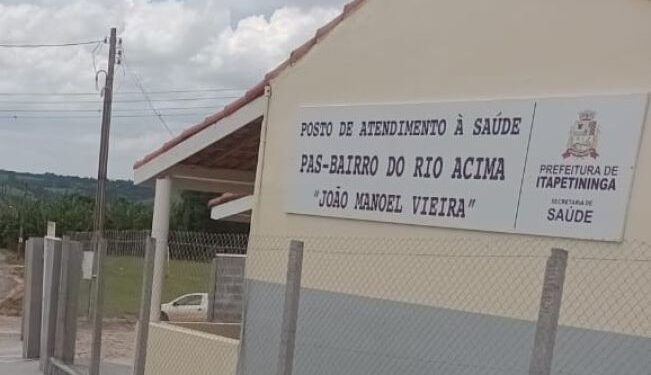 POSTO DE ATENDIMENTO À SAÚDE
PAS-BAIRRO DO RIO ACIMA
"JOÃO MANOEL VIEIRA"
PREFEITURA DE
ITAPETININGA
SECRETARIA DE
SAÚDE